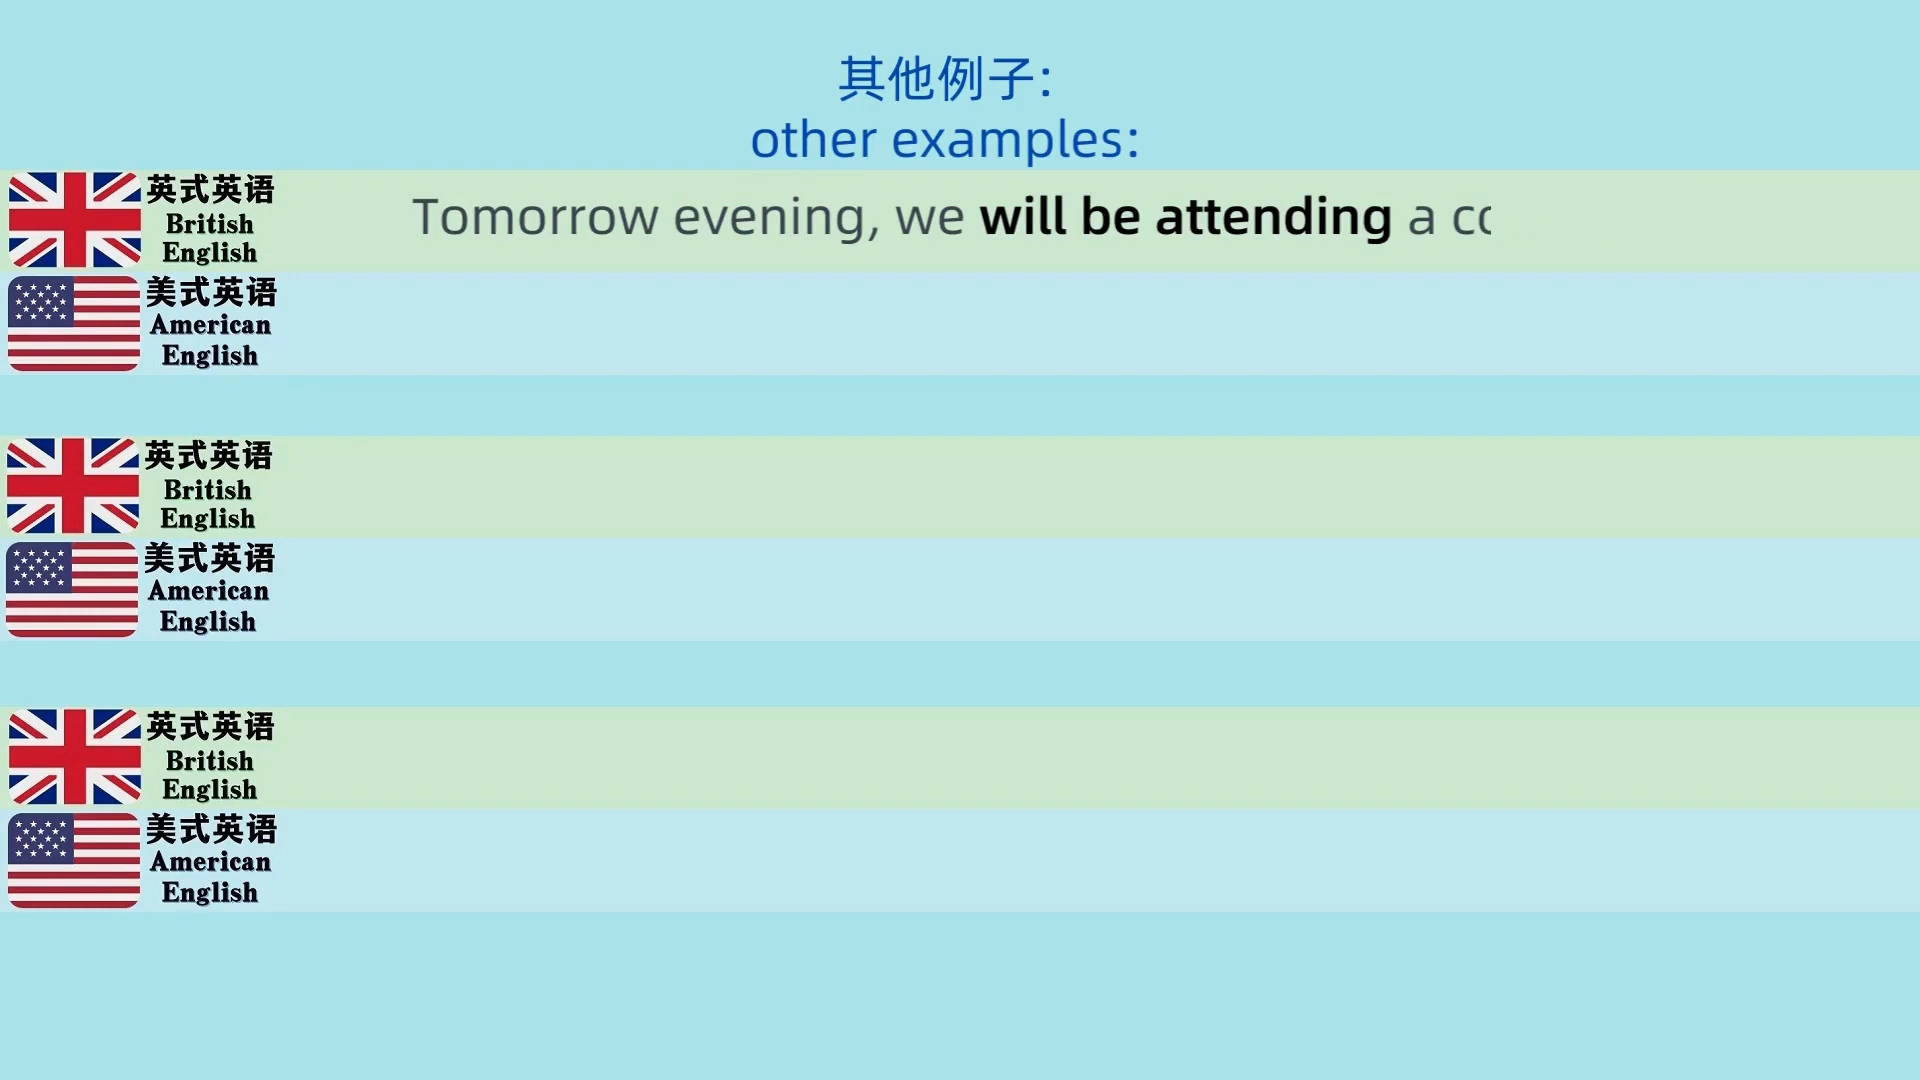 其他例子：
other examples:
英式英语
British
English
Tomorrow evening, we will be attending a
美式英语
American
English
英式英语
British
English
美式英语
American
English
英式英语
British
English
美式英语
American
English